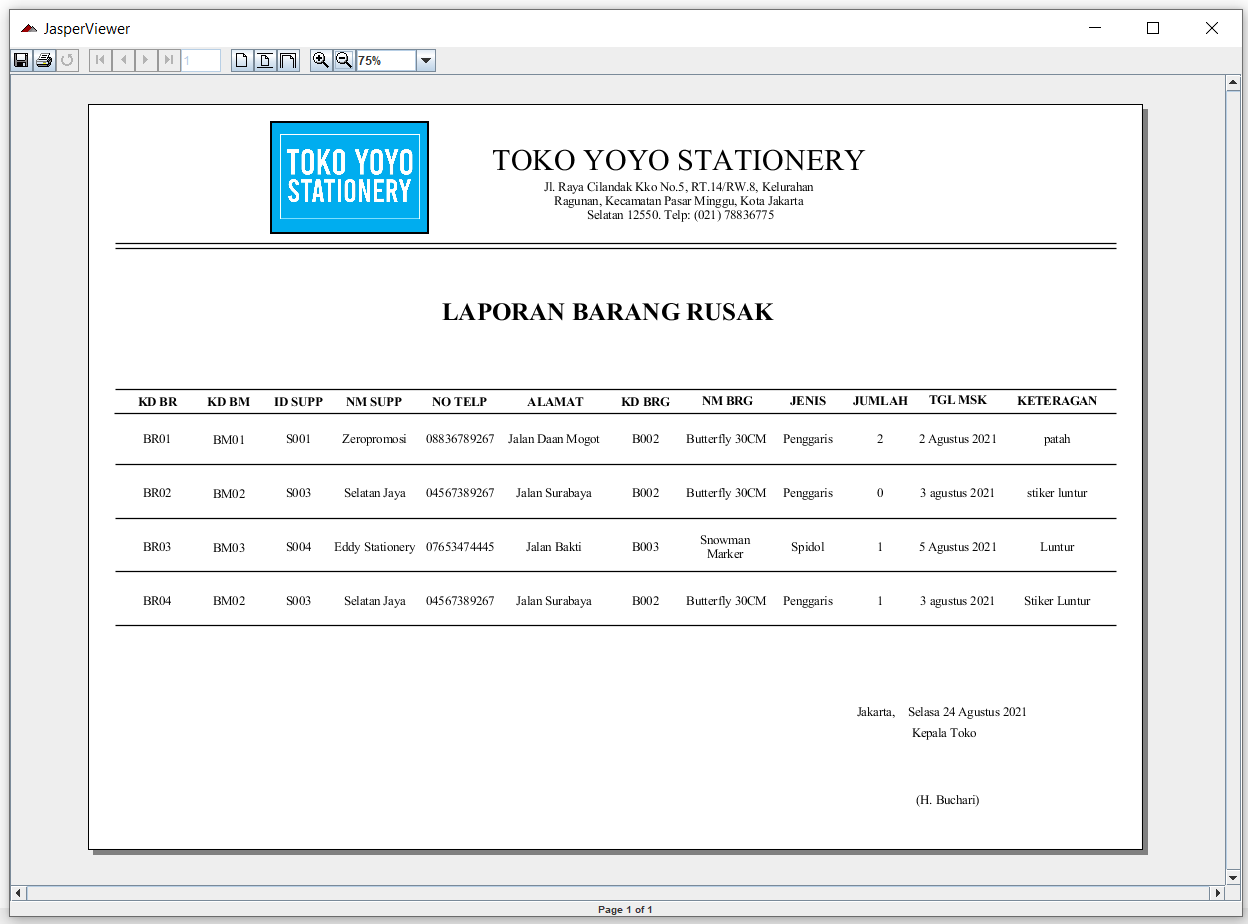 JasperViewer
1
75%
TOKO YOYO
STATIONERY
TOKO YOYO STATIONERY
Jl. Raya Cilandak Kko No.5, RT.14/RW.8, Kelurahan
Ragunan, Kecamatan Pasar Minggu, Kota Jakarta
Selatan 12550. Telp: (021) 78836775
LAPORAN BARANG RUSAK
KD BR KD BM ID SUPP NM SUPP NO TELP ALAMAT KD BRG NM BRG JENIS JUMLAH TGL MSK KETERAGAN
BR01 BM01 S001 Zeropromosi 08836789267 Jalan Daan Mogot B002 Butterfly 30CM Penggaris 2 2 Agustus 2021 patah
BR02 BM02 S003 Selatan Jaya 04567389267 Jalan Surabaya B002 Butterfly 30CM Penggaris 0 3 agustus 2021 stiker luntur
BR03 BM03 S004 Eddy Stationery 07653474445 Jalan Bakti B003 Snowman Marker Spidol 1 5 Agustus 2021 Luntur
BR04 BM02 S003 Selatan Jaya 04567389267 Jalan Surabaya B002 Butterfly 30CM Penggaris 1 3 agustus 2021 Stiker Luntur
Jakarta, Selasa 24 Agustus 2021
Kepala Toko
(H. Buchari)
Page 1 of 1